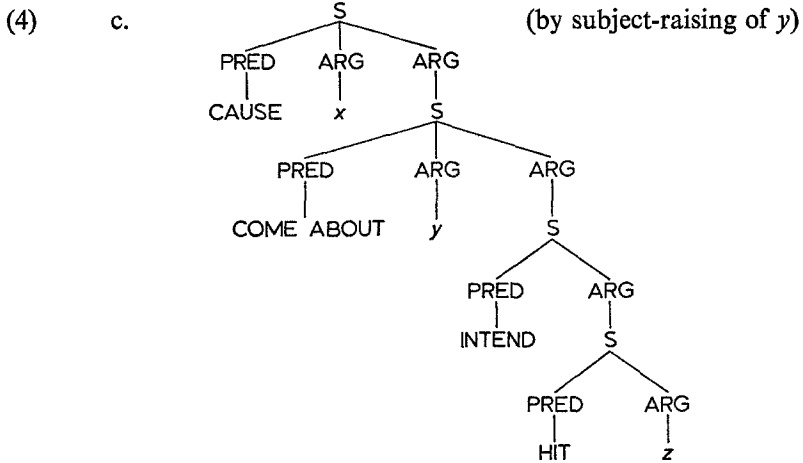 (4) c. S (by subject-raising of y)
PRED ARG ARG
CAUSE x S
PRED ARG ARG
COME ABOUT y S
PRED ARG
INTEND S
PRED ARG
HIT z